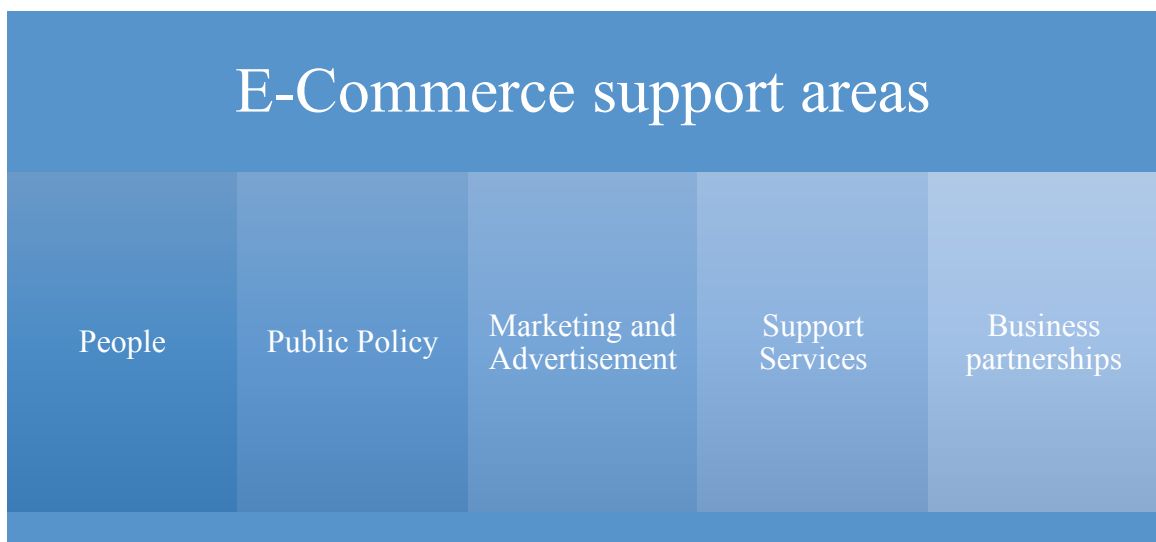 E-Commerce support areas
People
Public Policy
Marketing and
Advertisement
Support
Services
Business
partnerships